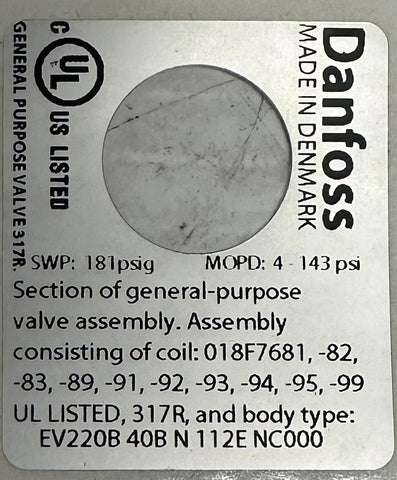 Danfoss
MADE IN DENMARK
C UL US LISTED
GENERAL PURPOSE VALVE 317R.
SWP: 181psig MOPD: 4 - 143 psi
Section of general-purpose
valve assembly. Assembly
consisting of coil: 018F7681, -82,
-83, -89, -91, -92, -93, -94, -95, -99
UL LISTED, 317R, and body type:
EV220B 40B N 112E NC000